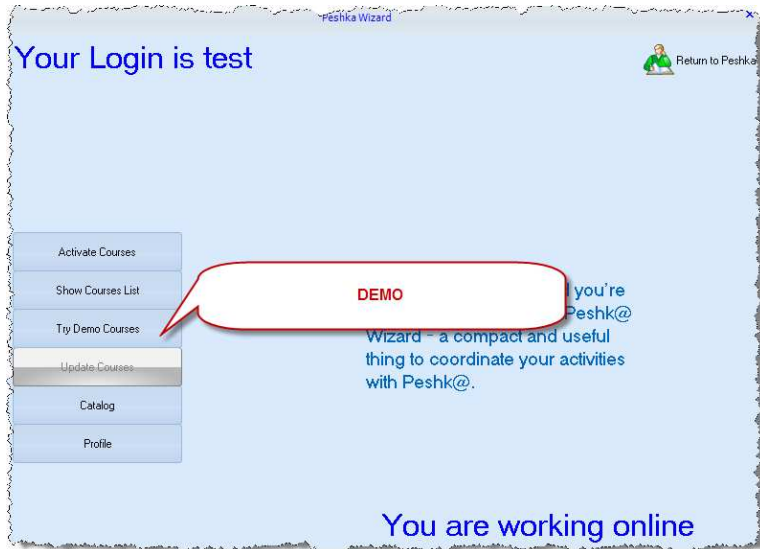 Peshka Wizard
Your Login is test
Return to Peshka
Activate Courses
Show Courses List
Try Demo Courses
Update Courses
Catalog
Profile
DEMO
you're
Peshk@
Wizard - a compact and useful
thing to coordinate your activities
with Peshk@.
You are working online